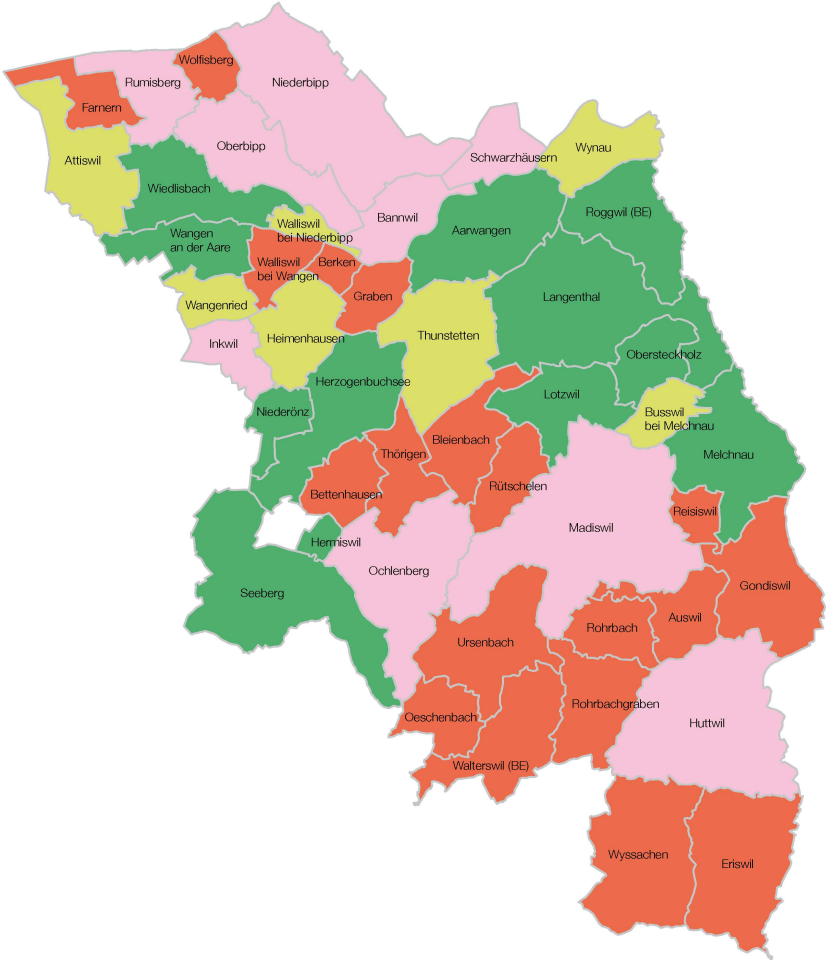 Wolfisberg
Rumisberg
Niederbipp
Farnern
Oberbipp
Schwarzhäusern
Wynau
Attiswil
Wiedlisbach
Bannwil
Roggwil (BE)
Walliswil
bei Niederbipp
Aarwangen
Wangen
an der Aare
Walliswil
bei Wangen
Berken
Graben
Langenthal
Wangenried
Thunstetten
Heimenhausen
Inkwil
Obersteckholz
Herzogenbuchsee
Lotzwil
Niederönz
Busswil
bei Melchnau
Bleienbach
Thörigen
Melchnau
Rütschelen
Bettenhausen
Reisiswil
Madiswil
Hermiswil
Ochlenberg
Gondiswil
Seeberg
Auswil
Rohrbach
Ursenbach
Rohrbachgraben
Oeschenbach
Huttwil
Walterswil (BE)
Wyssachen
Eriswil